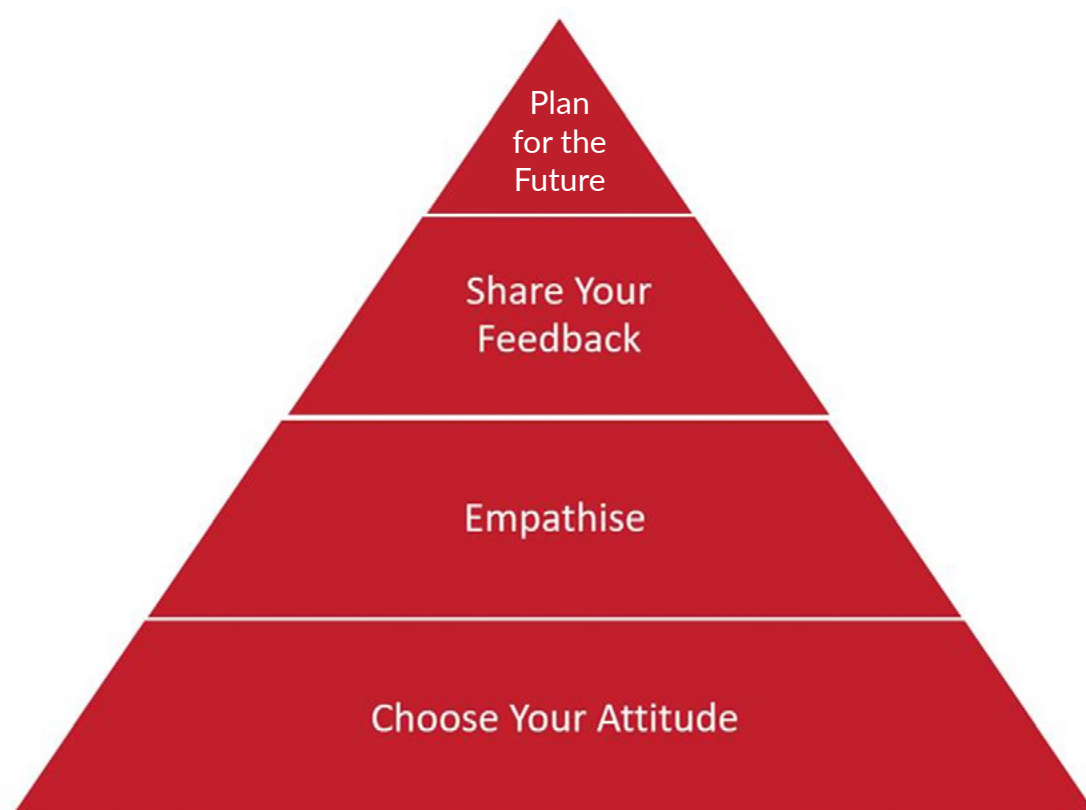 Plan
for the
Future
Share Your
Feedback
Empathise
Choose Your Attitude